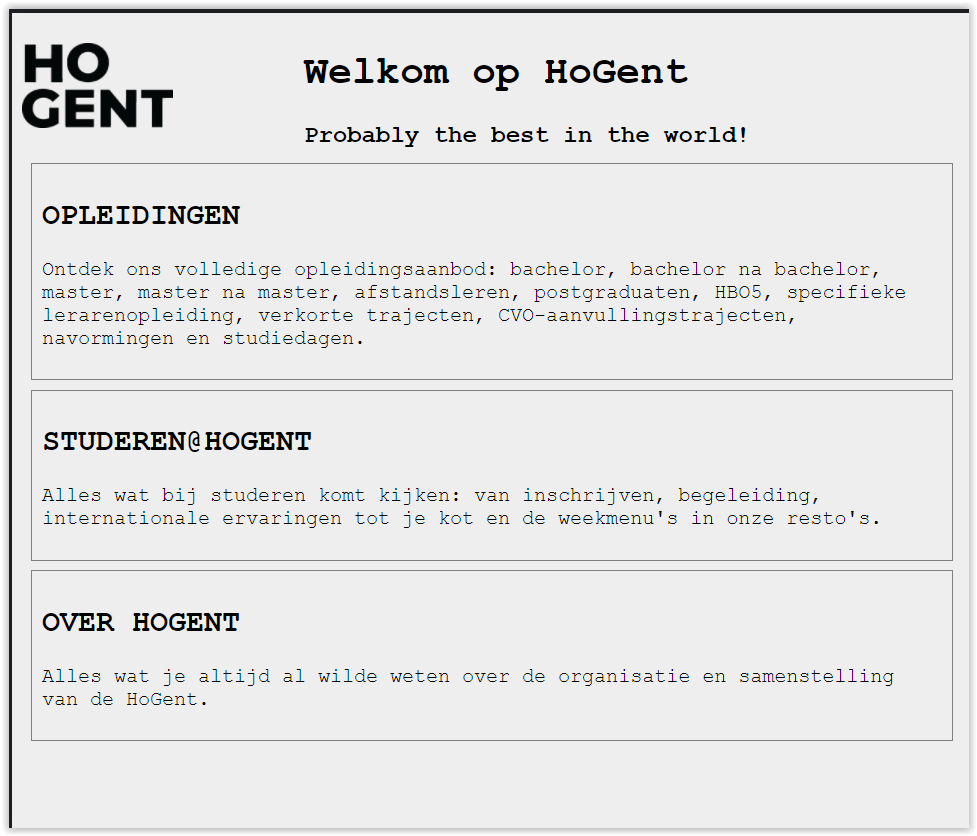 HO
GENT
Welkom op HoGent
Probably the best in the world!
OPLEIDINGEN
Ontdek ons volledige opleidingsaanbod: bachelor, bachelor na bachelor,
master, master na master, afstandsleren, postgraduaten, HBO5, specifieke
lerarenopleiding, verkorte trajecten, CVO-aanvullingstrajecten,
navormingen en studiedagen.
STUDEREN@HOGENT
Alles wat bij studeren komt kijken: van inschrijven, begeleiding,
internationale ervaringen tot je kot en de weekmenu's in onze resto's.
OVER HOGENT
Alles wat je altijd al wilde weten over de organisatie en samenstelling
van de HoGent.